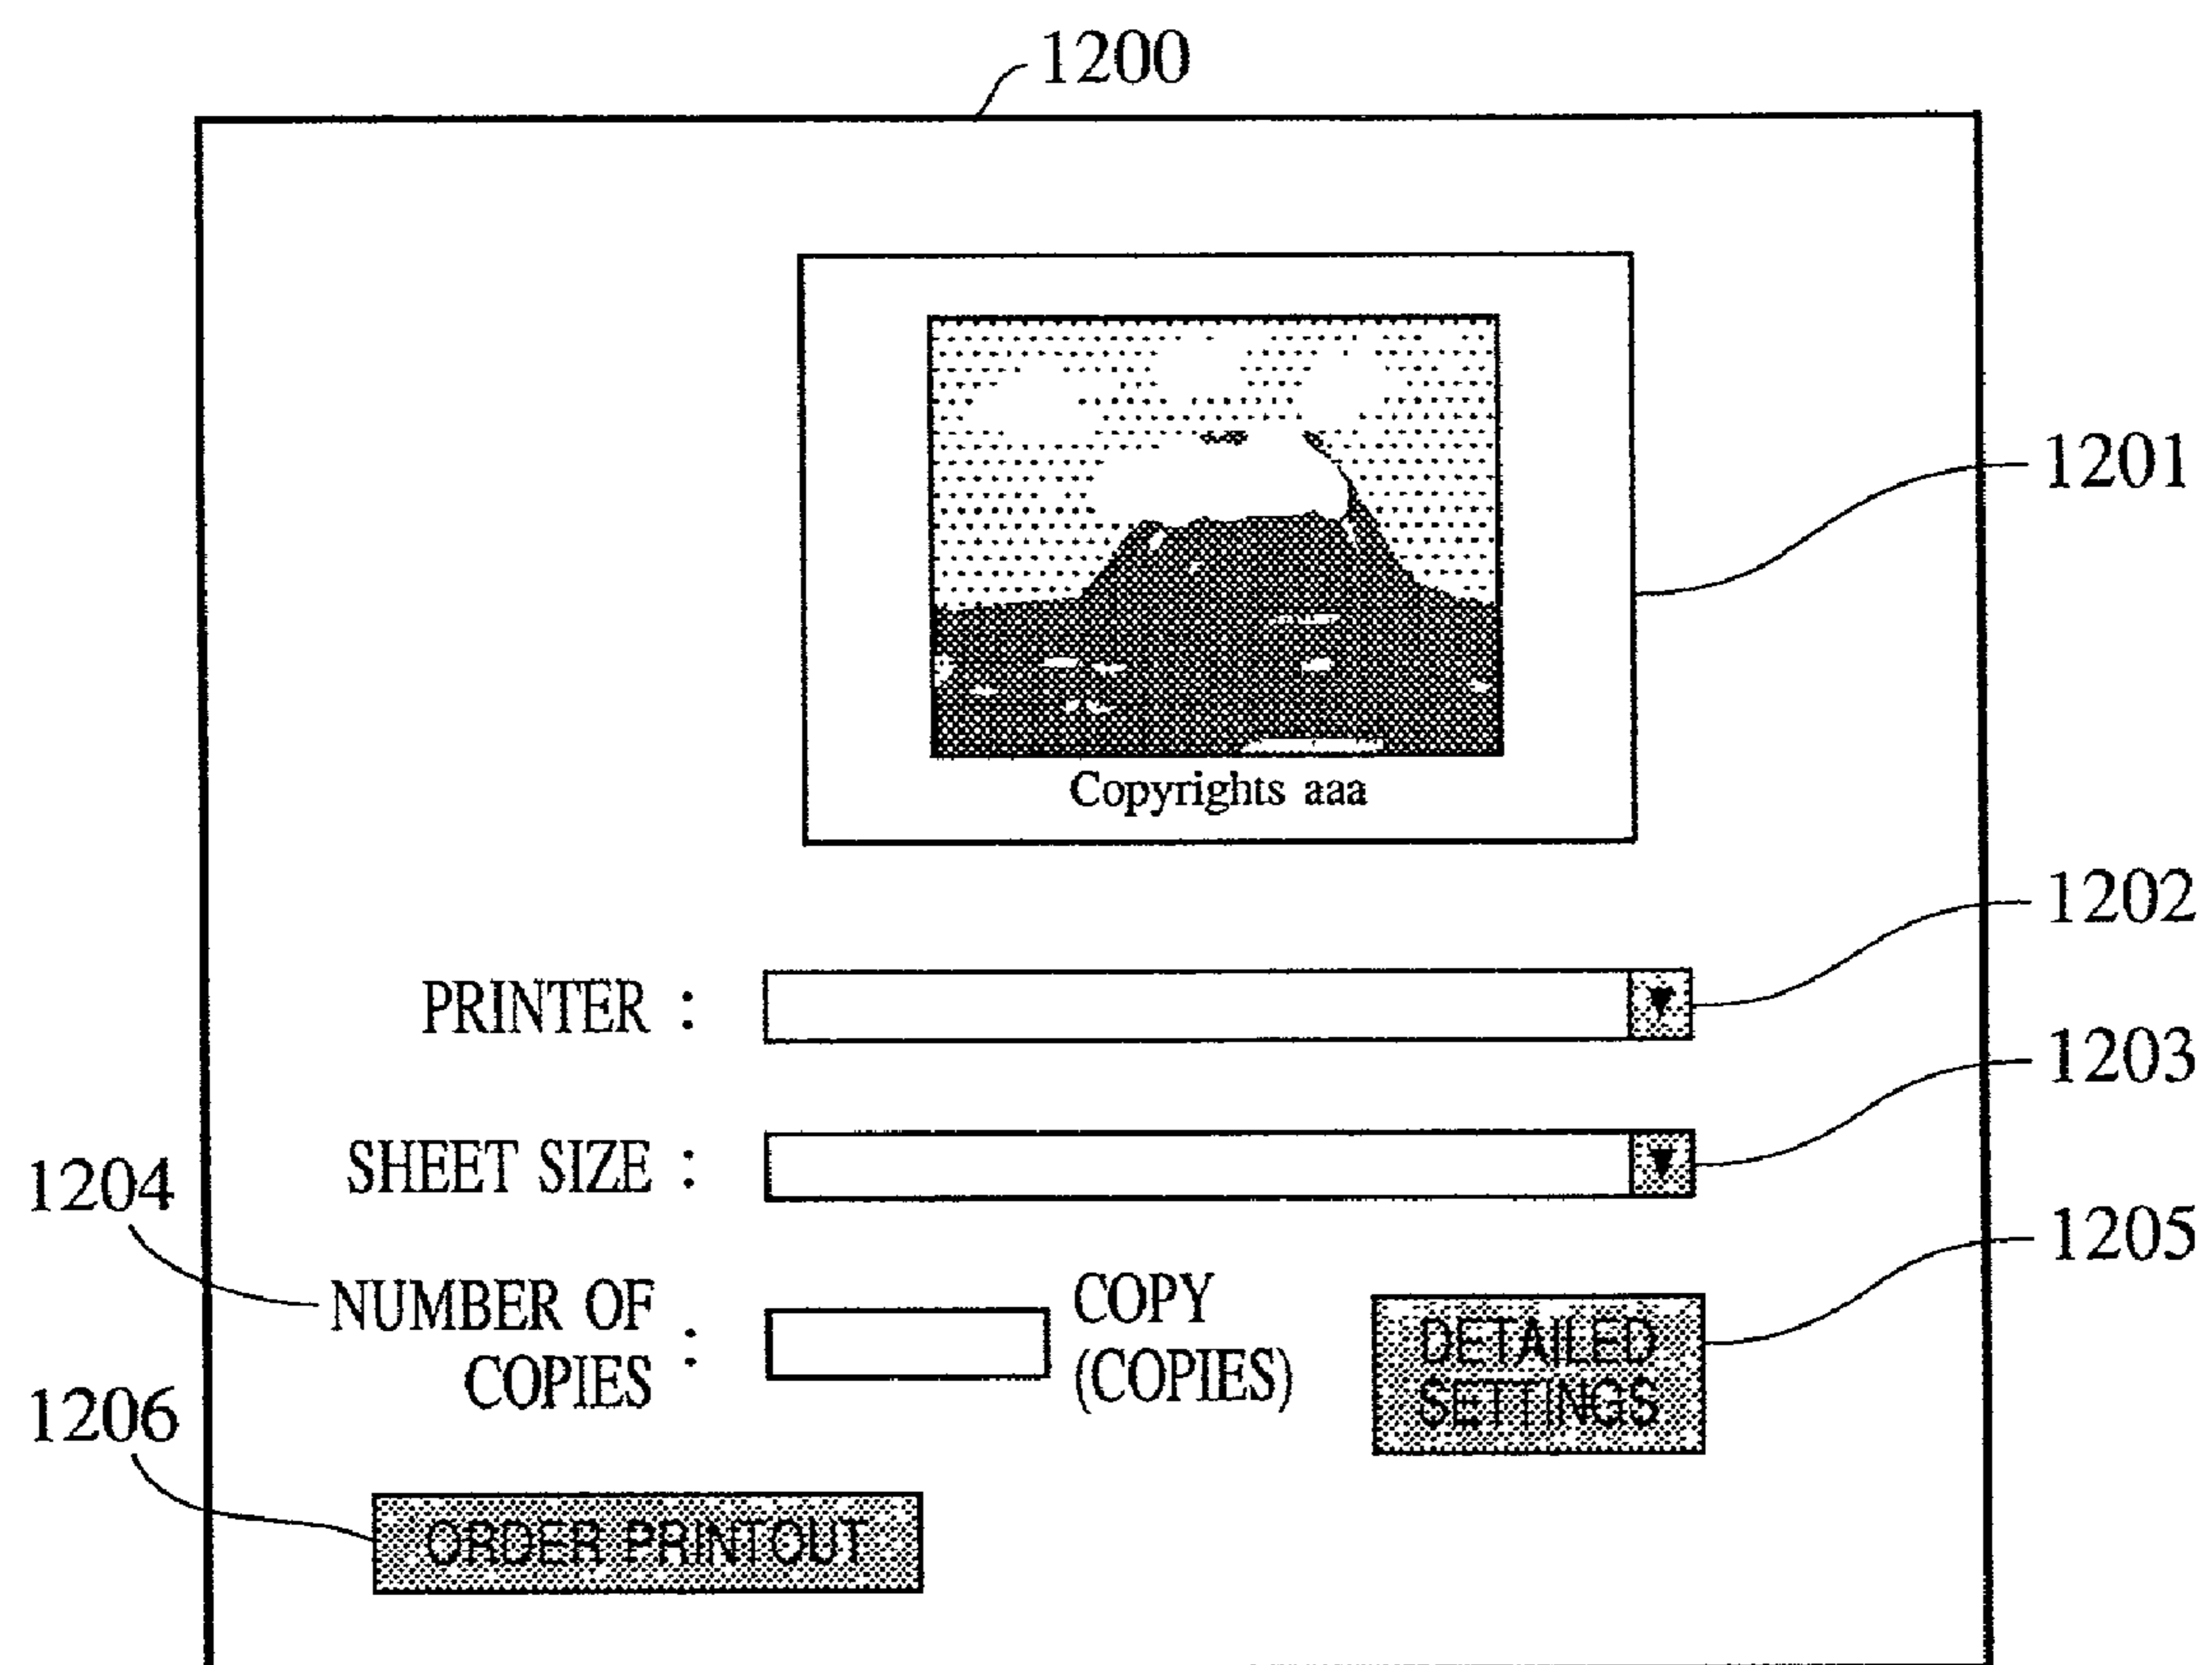 1200
1201
Copyrights aaa
1202
PRINTER :
1203
SHEET SIZE :
1204
1205
NUMBER OF COPIES :
COPY (COPIES)
DETAILED SETTINGS
1206
ORDER PRINTOUT